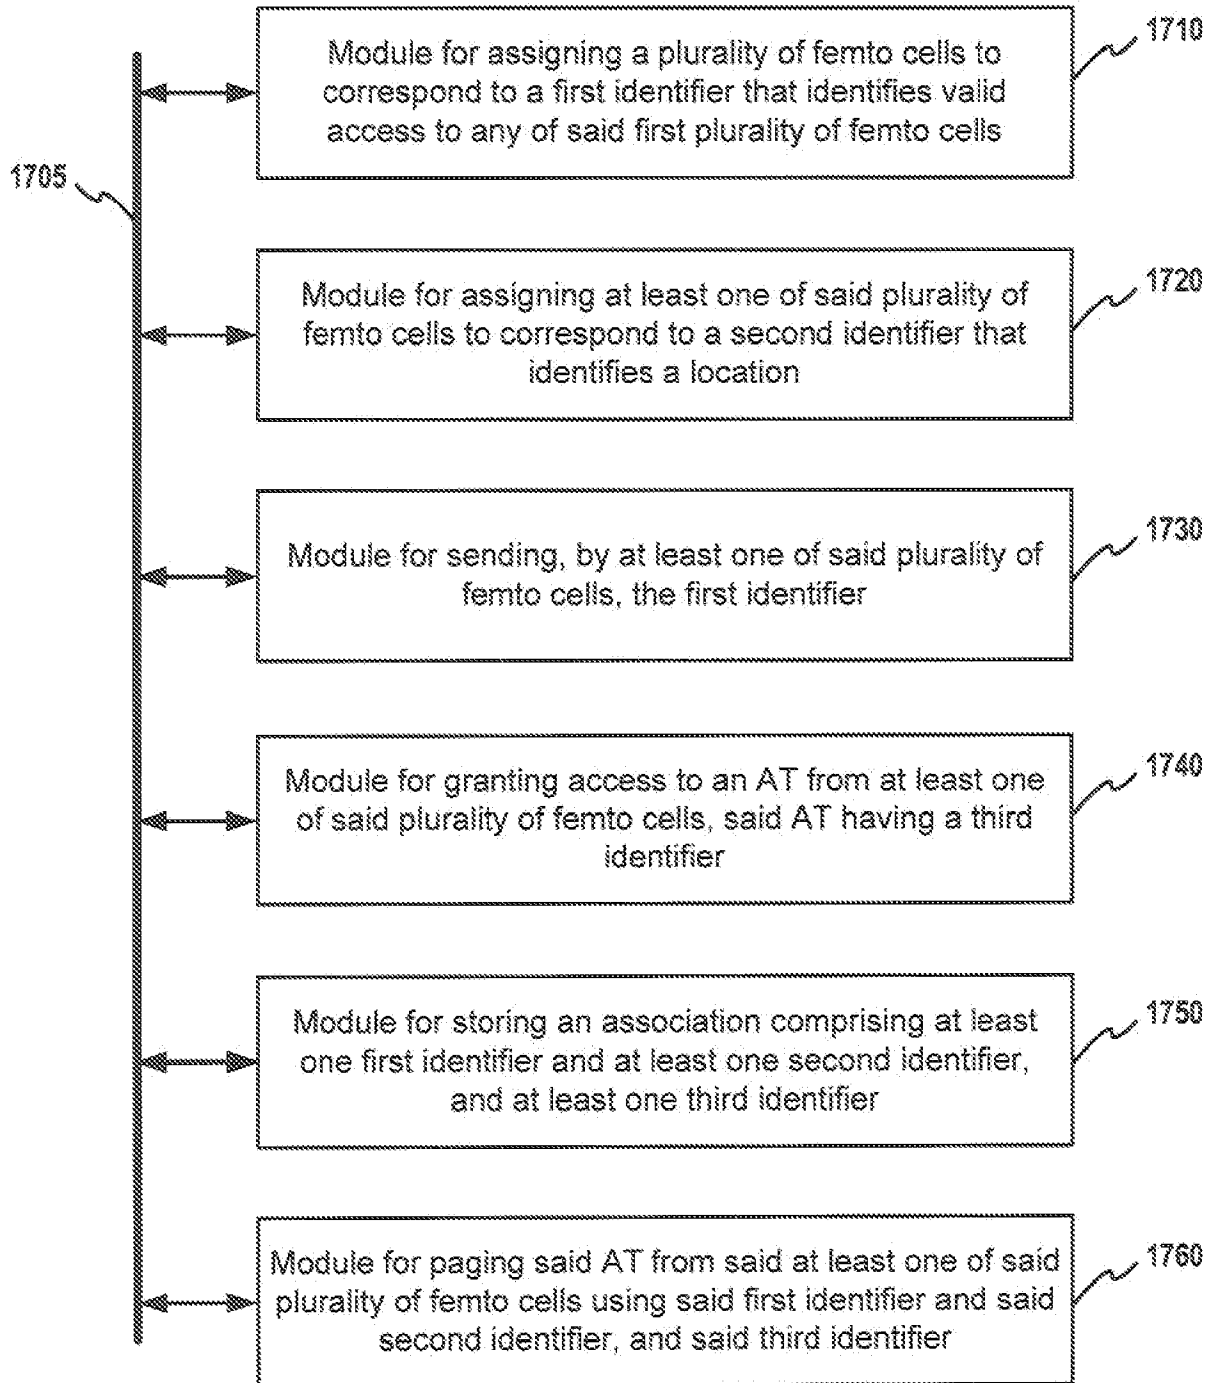 Module for assigning a plurality of femto cells to
correspond to a first identifier that identifies valid
access to any of said first plurality of femto cells
1710
1705
Module for assigning at least one of said plurality of
femto cells to correspond to a second identifier that
identifies a location
1720
Module for sending, by at least one of said plurality of
femto cells, the first identifier
1730
Module for granting access to an AT from at least one
of said plurality of femto cells, said AT having a third
identifier
1740
Module for storing an association comprising at least
one first identifier and at least one second identifier,
and at least one third identifier
1750
Module for paging said AT from said at least one of said
plurality of femto cells using said first identifier and said
second identifier, and said third identifier
1760